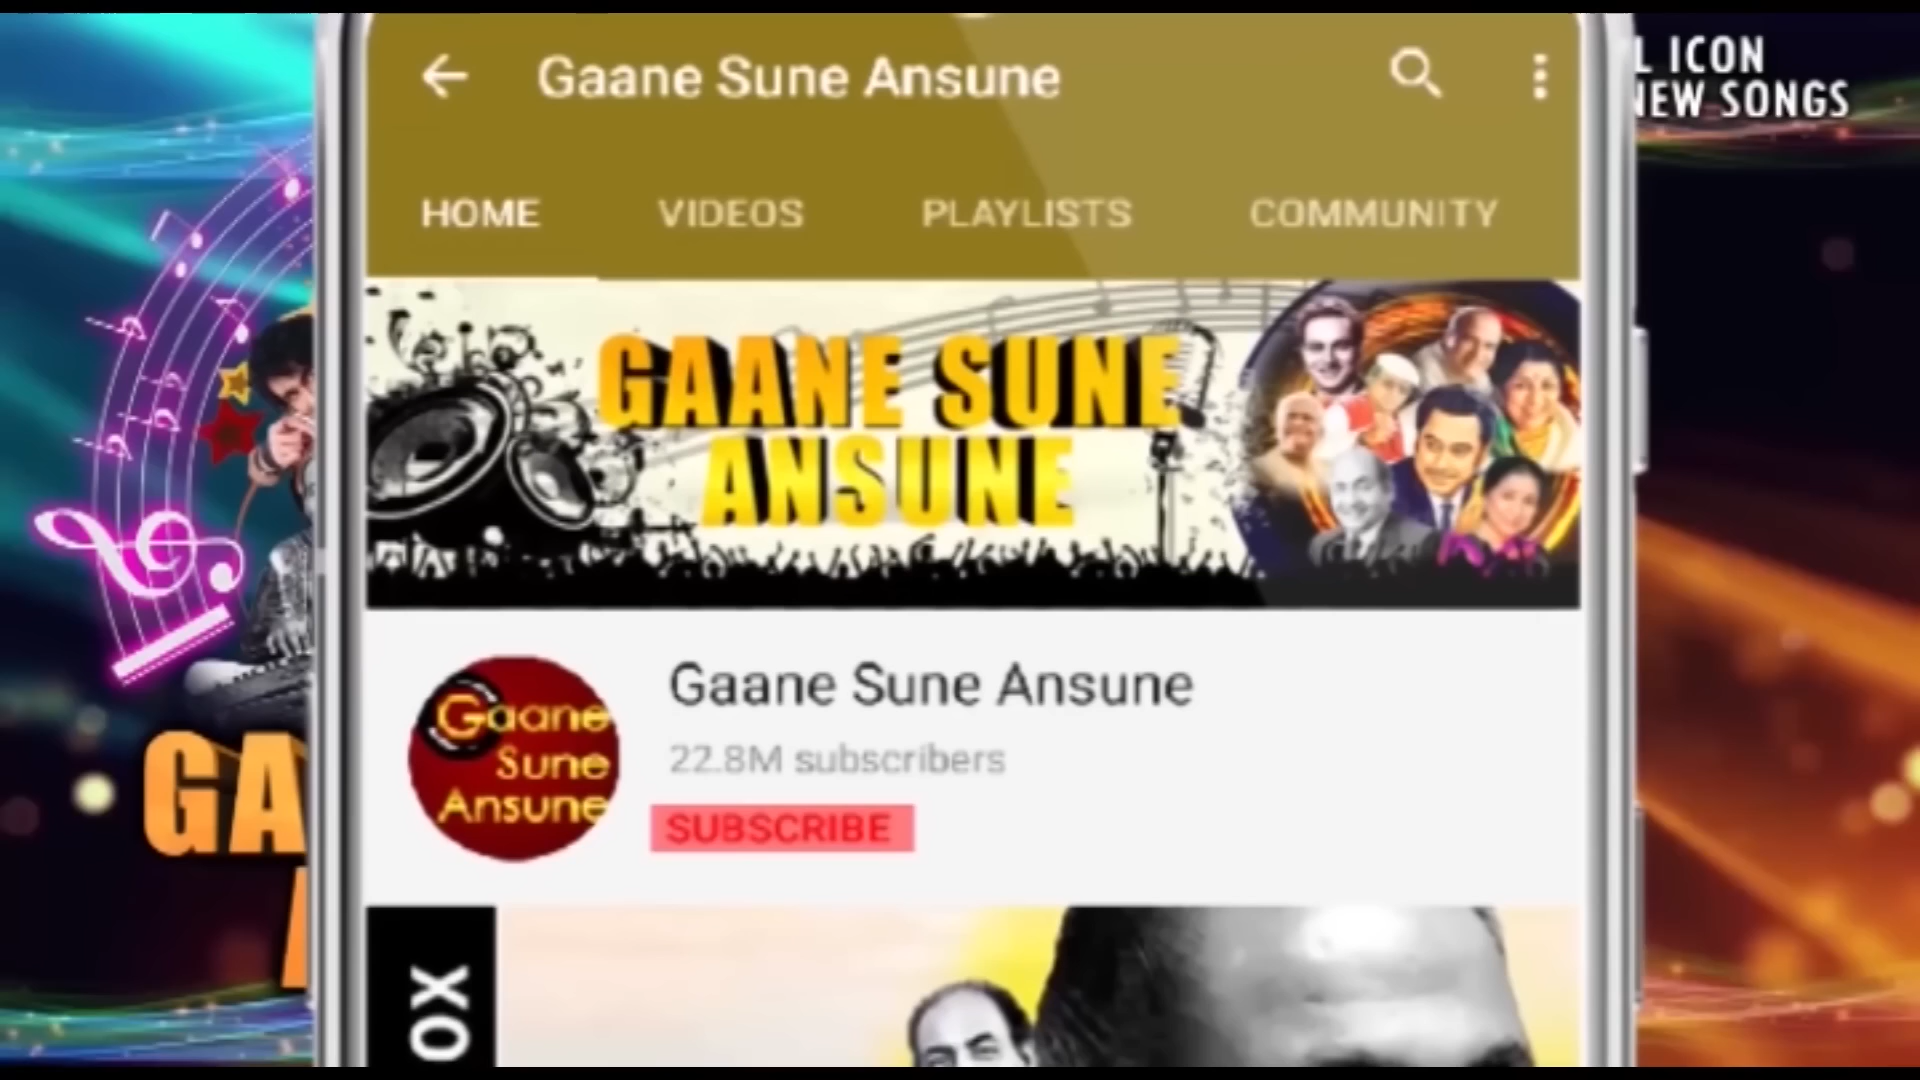 Gaane Sune Ansune
L ICON
NEW SONGS
HOME VIDEOS PLAYLISTS COMMUNITY
GAANE SUNE
ANSUNE
Gaane
Sune
Ansune
Gaane Sune Ansune
22.8M subscribers
SUBSCRIBE
GA
OX